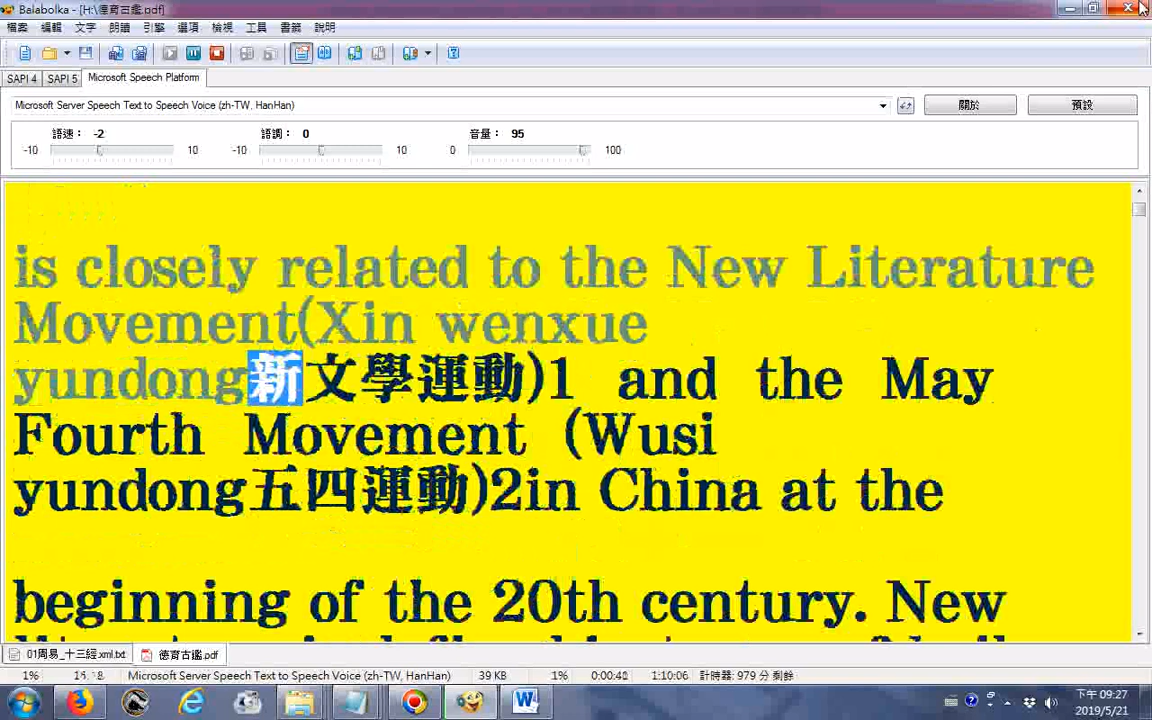 Balabolka - [H:\德育古鑑.pdf]
檔案 編輯 文字 朗讀 引擎 選項 檢視 工具 書籤 說明
SAPI 4 SAPI 5 Microsoft Speech Platform
Microsoft Server Speech Text to Speech Voice (zh-TW, HanHan) 關於 預設
語速： -2 語調： 0 音量： 95
-10 10 -10 10 0 100
is closely related to the New Literature
Movement(Xin wenxue
yundong新文學運動)1 and the May
Fourth Movement (Wusi
yundong五四運動)2in China at the
beginning of the 20th century. New
01周易_十三經.xml.txt 德育古鑑.pdf
1% Microsoft Server Speech Text to Speech Voice (zh-TW, HanHan) 39 KB 1% 0:00:41 1:10:06 計時器: 979 分 剩餘
下午 09:27
2019/5/21